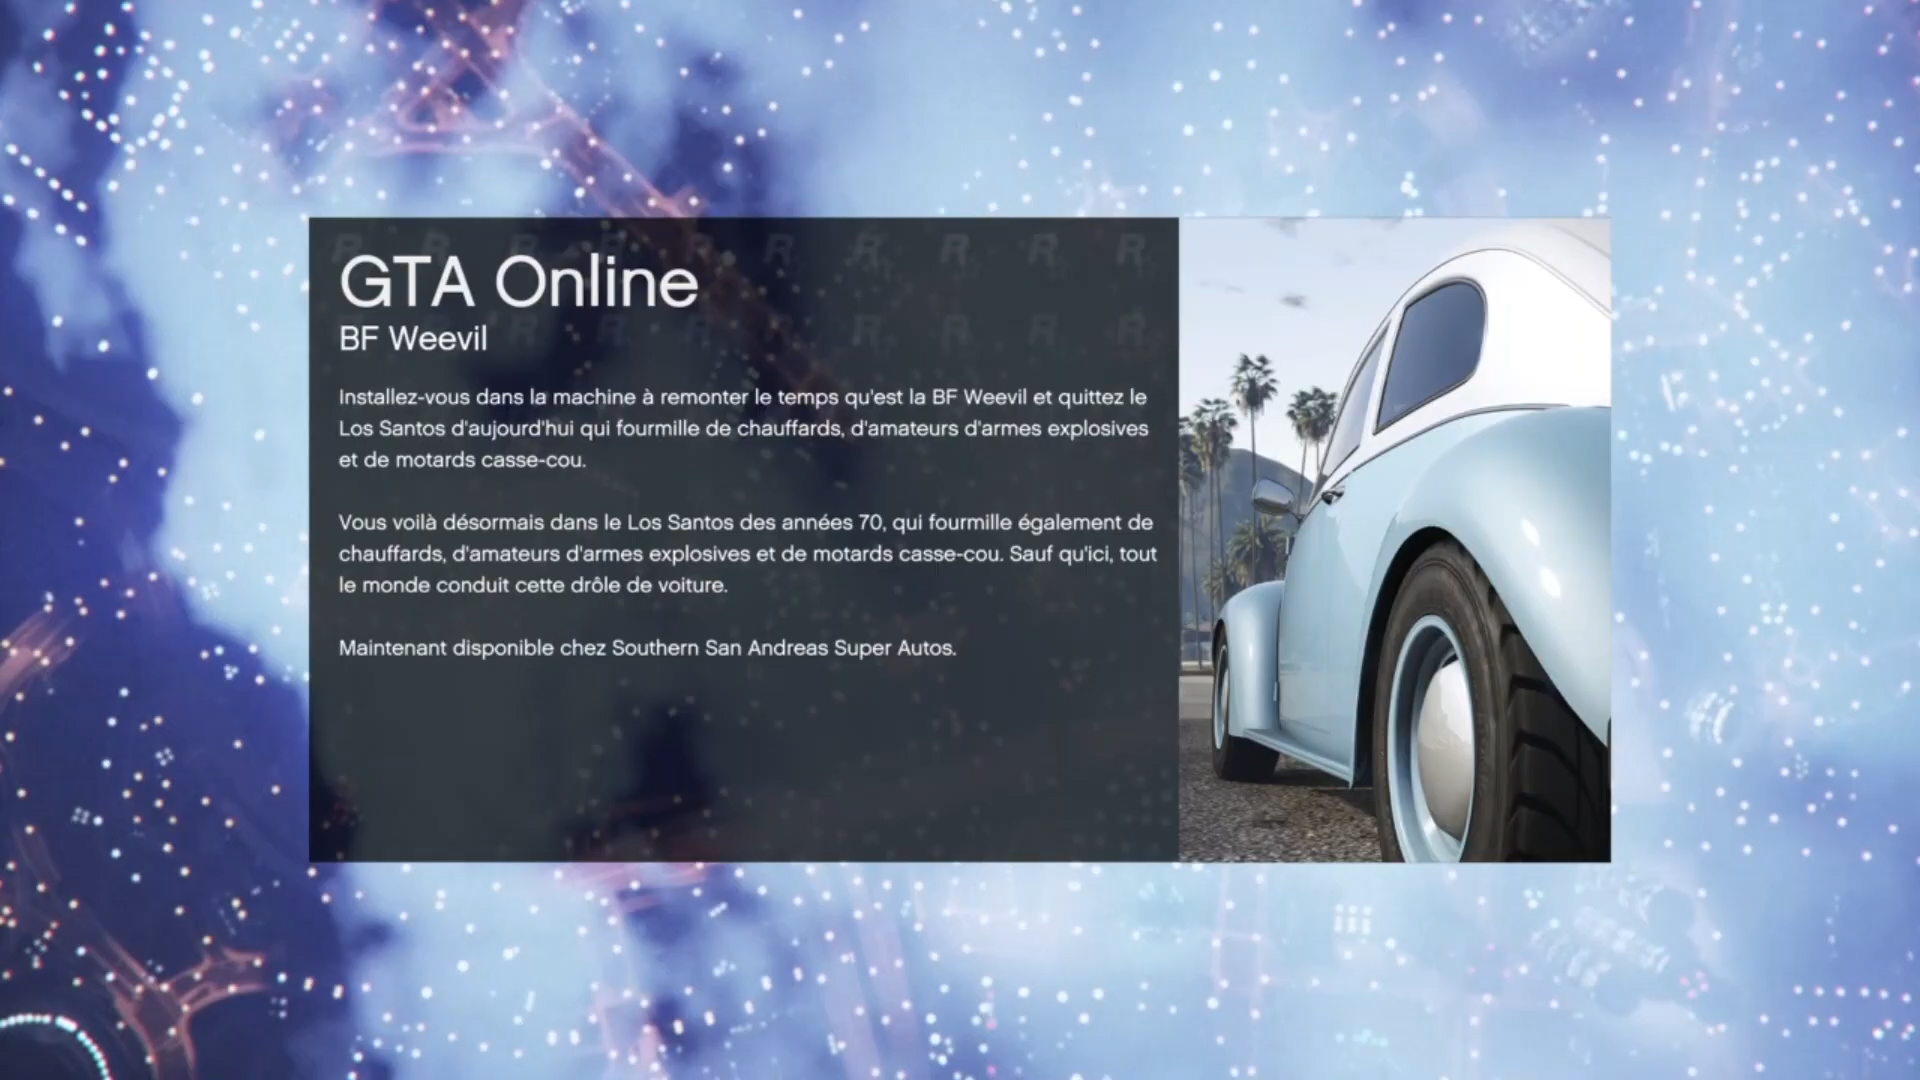 GTA Online
BF Weevil
Installez-vous dans la machine à remonter le temps qu'est la BF Weevil et quittez le
Los Santos d'aujourd'hui qui fourmille de chauffards, d'amateurs d'armes explosives
et de motards casse-cou.
Vous voilà désormais dans le Los Santos des années 70, qui fourmille également de
chauffards, d'amateurs d'armes explosives et de motards casse-cou. Sauf qu'ici, tout
le monde conduit cette drôle de voiture.
Maintenant disponible chez Southern San Andreas Super Autos.